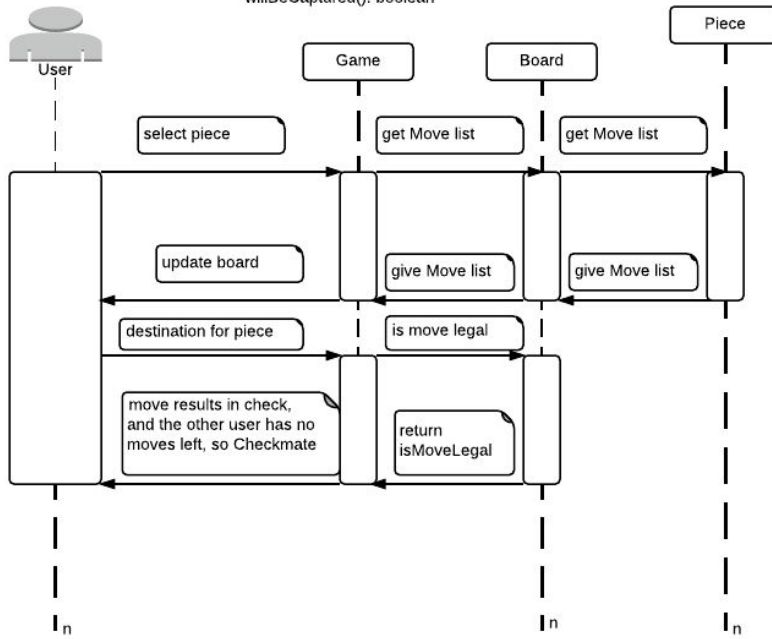 willBeCaptured(): boolean
Piece
User
Game
Board
select piece
get Move list
get Move list
update board
give Move list
give Move list
destination for piece
is move legal
move results in check,
and the other user has no
moves left, so Checkmate
return
isMoveLegal
n
n
n